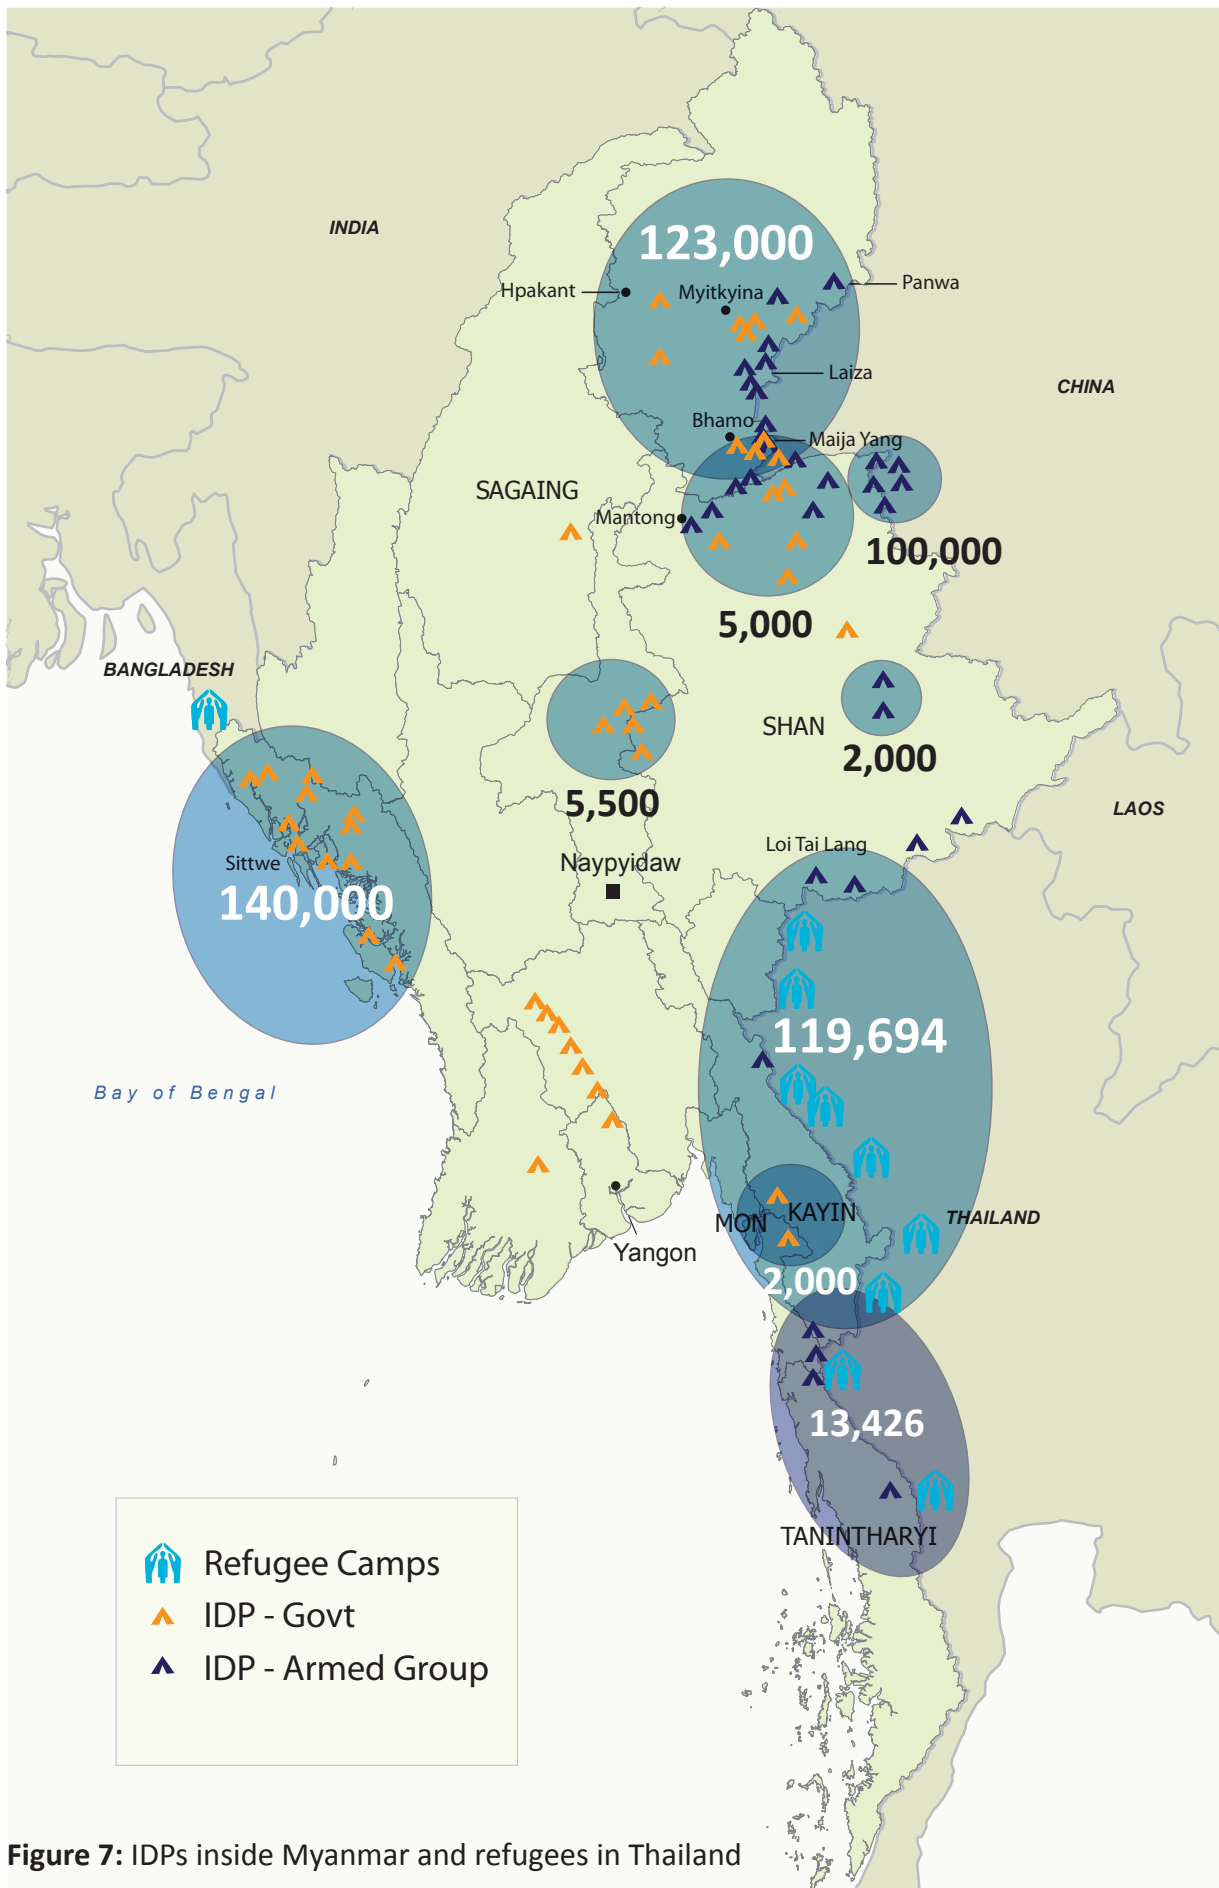 INDIA
123,000
Hpakant
Myitkyina
Panwa
Laiza
CHINA
Bhamo
Maija Yang
SAGAING
Mantong
100,000
5,000
BANGLADESH
SHAN
2,000
5,500
LAOS
Loi Tai Lang
Sittwe
Naypyidaw
140,000
119,694
Bay of Bengal
KAYIN
MON
THAILAND
Yangon
2,000
13,426
TANINTHARYI
Refugee Camps
IDP - Govt
IDP - Armed Group
Figure 7: IDPs inside Myanmar and refugees in Thailand